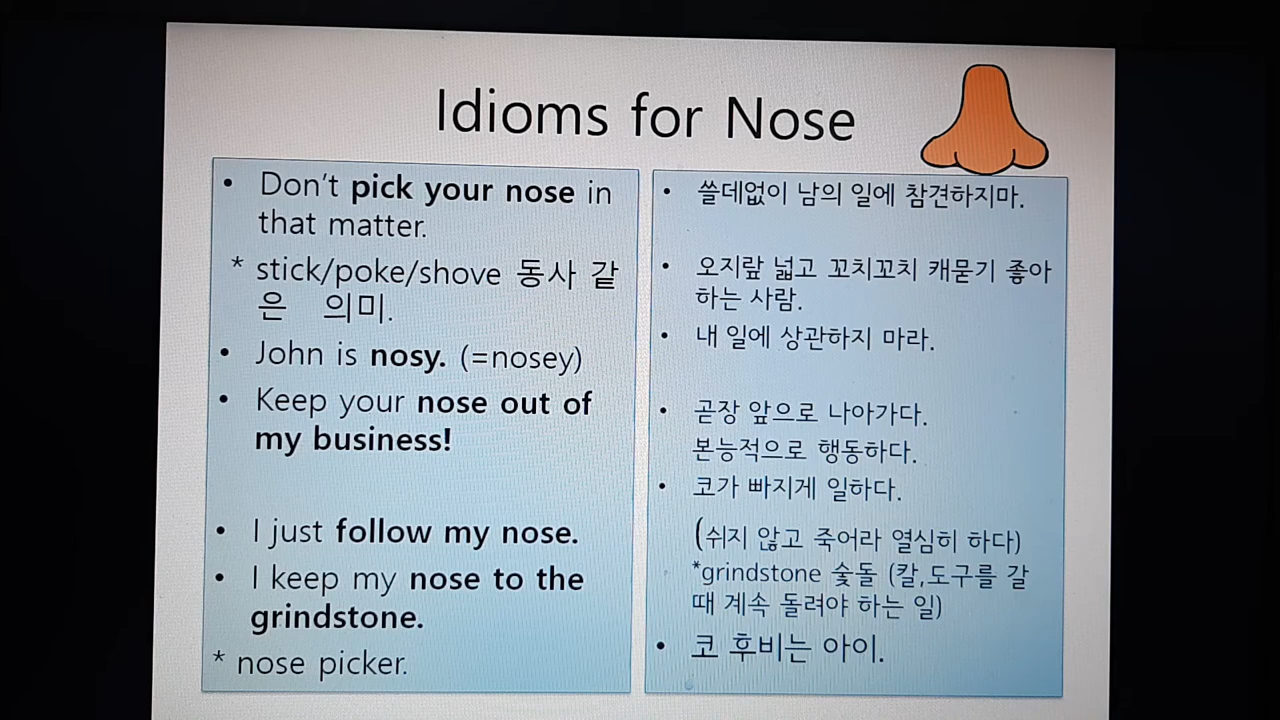 Idioms for Nose
• Don't pick your nose in
that matter.
* stick/poke/shove 동사 같
은 의미.
• John is nosy. (=nosey)
• Keep your nose out of
my business!
• I just follow my nose.
• I keep my nose to the
grindstone.
* nose picker.
• 쓸데없이 남의 일에 참견하지마.
• 오지랖 넓고 꼬치꼬치 캐묻기 좋아
하는 사람.
• 내 일에 상관하지 마라.
• 곧장 앞으로 나아가다.
본능적으로 행동하다.
• 코가 빠지게 일하다.
(쉬지 않고 죽어라 열심히 하다)
*grindstone 숯돌 (칼,도구를 갈
때 계속 돌려야 하는 일)
• 코 후비는 아이.